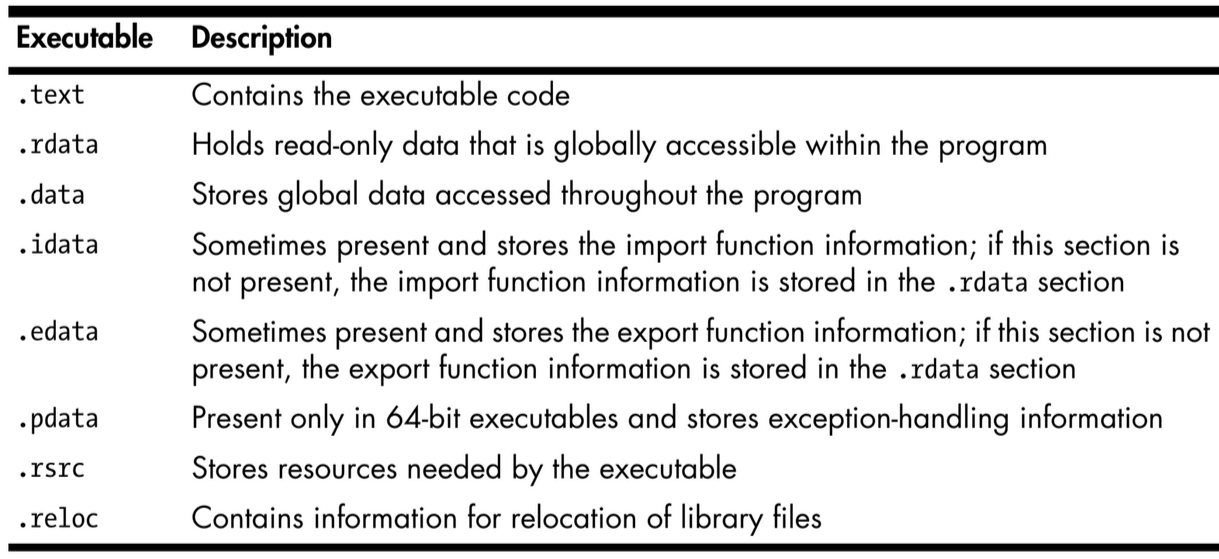 Executable Description
.text Contains the executable code
.rdata Holds read-only data that is globally accessible within the program
.data Stores global data accessed throughout the program
.idata Sometimes present and stores the import function information; if this section is
not present, the import function information is stored in the .rdata section
.edata Sometimes present and stores the export function information; if this section is not
present, the export function information is stored in the .rdata section
.pdata Present only in 64-bit executables and stores exception-handling information
.rsrc Stores resources needed by the executable
.reloc Contains information for relocation of library files